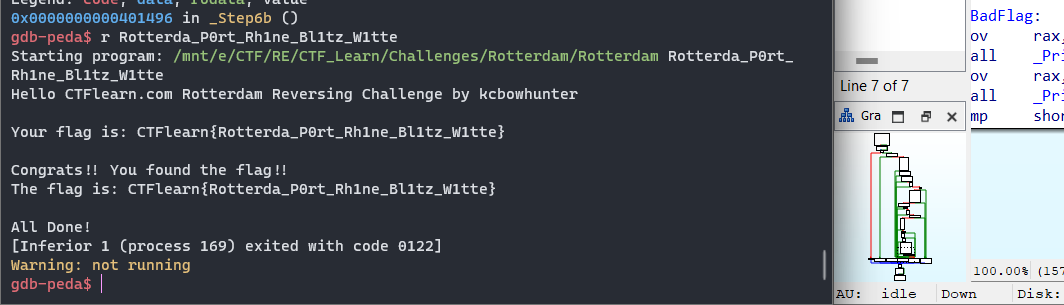 Legend: code, data, rodata, value
0x0000000000401496 in _Step6b ()
gdb-peda$ r Rotterda_P0rt_Rh1ne_Bl1tz_W1tte
Starting program: /mnt/e/CTF/RE/CTF_Learn/Challenges/Rotterdam/Rotterdam Rotterda_P0rt_
Rh1ne_Bl1tz_W1tte
Hello CTFlearn.com Rotterdam Reversing Challenge by kcbowhunter
Your flag is: CTFlearn{Rotterda_P0rt_Rh1ne_Bl1tz_W1tte}
Congrats!! You found the flag!!
The flag is: CTFlearn{Rotterda_P0rt_Rh1ne_Bl1tz_W1tte}
All Done!
[Inferior 1 (process 169) exited with code 0122]
Warning: not running
gdb-peda$
Line 7 of 7
Gra
BadFlag:
ov rax,
all _Pri
ov rax,
all _Pri
mp shor
100.00% (157
AU: idle Down Disk: